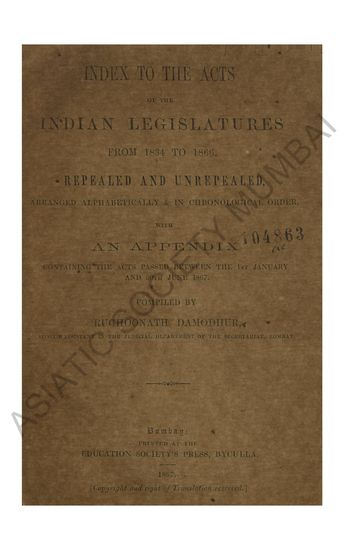 INDEX TO THE ACTS
OF THE
INDIAN LEGISLATURES
FROM 1834 TO 1866,
REPEALED AND UNREPEALED,
ARRANGED ALPHABETICALLY & IN CHRONOLOGICAL ORDER,
WITH
AN APPENDIX
104863
CONTAINING THE ACTS PASSED BETWEEN THE 1ST JANUARY
AND 30TH JUNE 1867.
COMPILED BY
RUGHOONATH DAMODHUR,
ASSISTANT IN THE JUDICIAL DEPARTMENT OF THE SECRETARIAT, BOMBAY.
Bombay:
PRINTED AT THE
EDUCATION SOCIETY'S PRESS, BYCULLA.
1867.
[Copyright and right of Translation reserved.]
ASIATIC SOCIETY MUMBAI